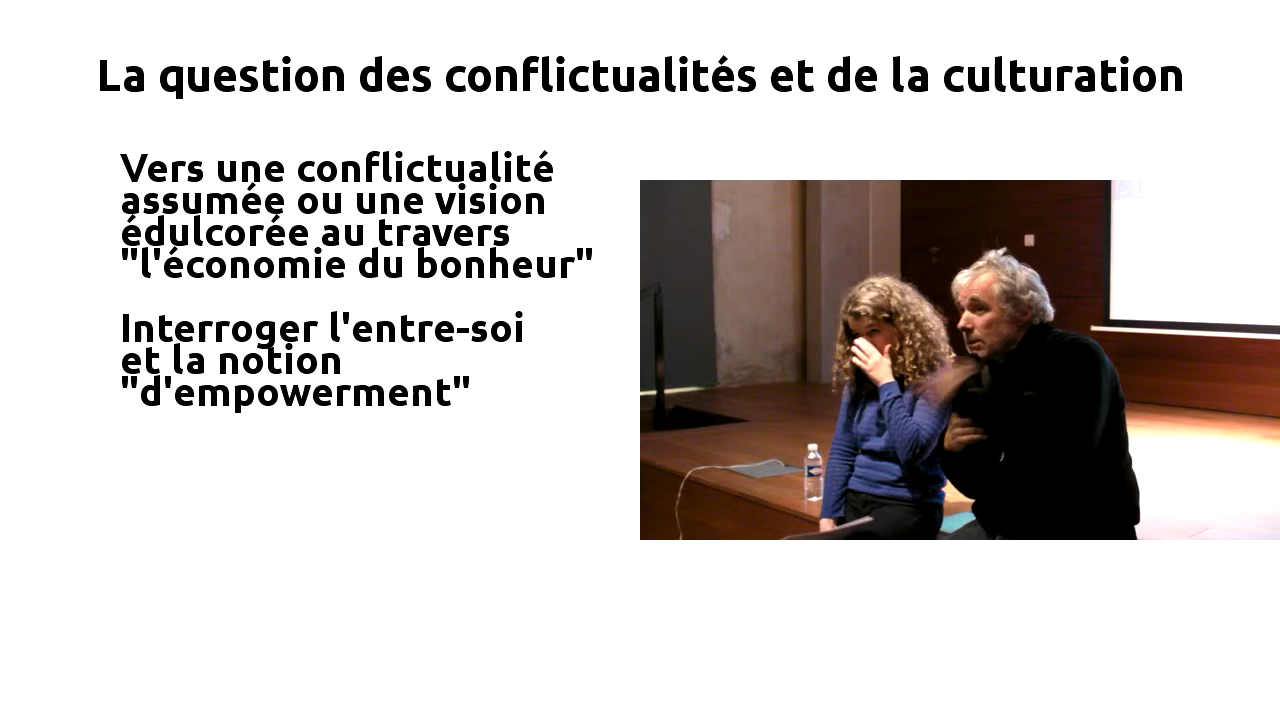 La question des conflictualités et de la culturation
Vers une conflictualité
assumée ou une vision
édulcorée au travers
"l'économie du bonheur"
Interroger l'entre-soi
et la notion
"d'empowerment"